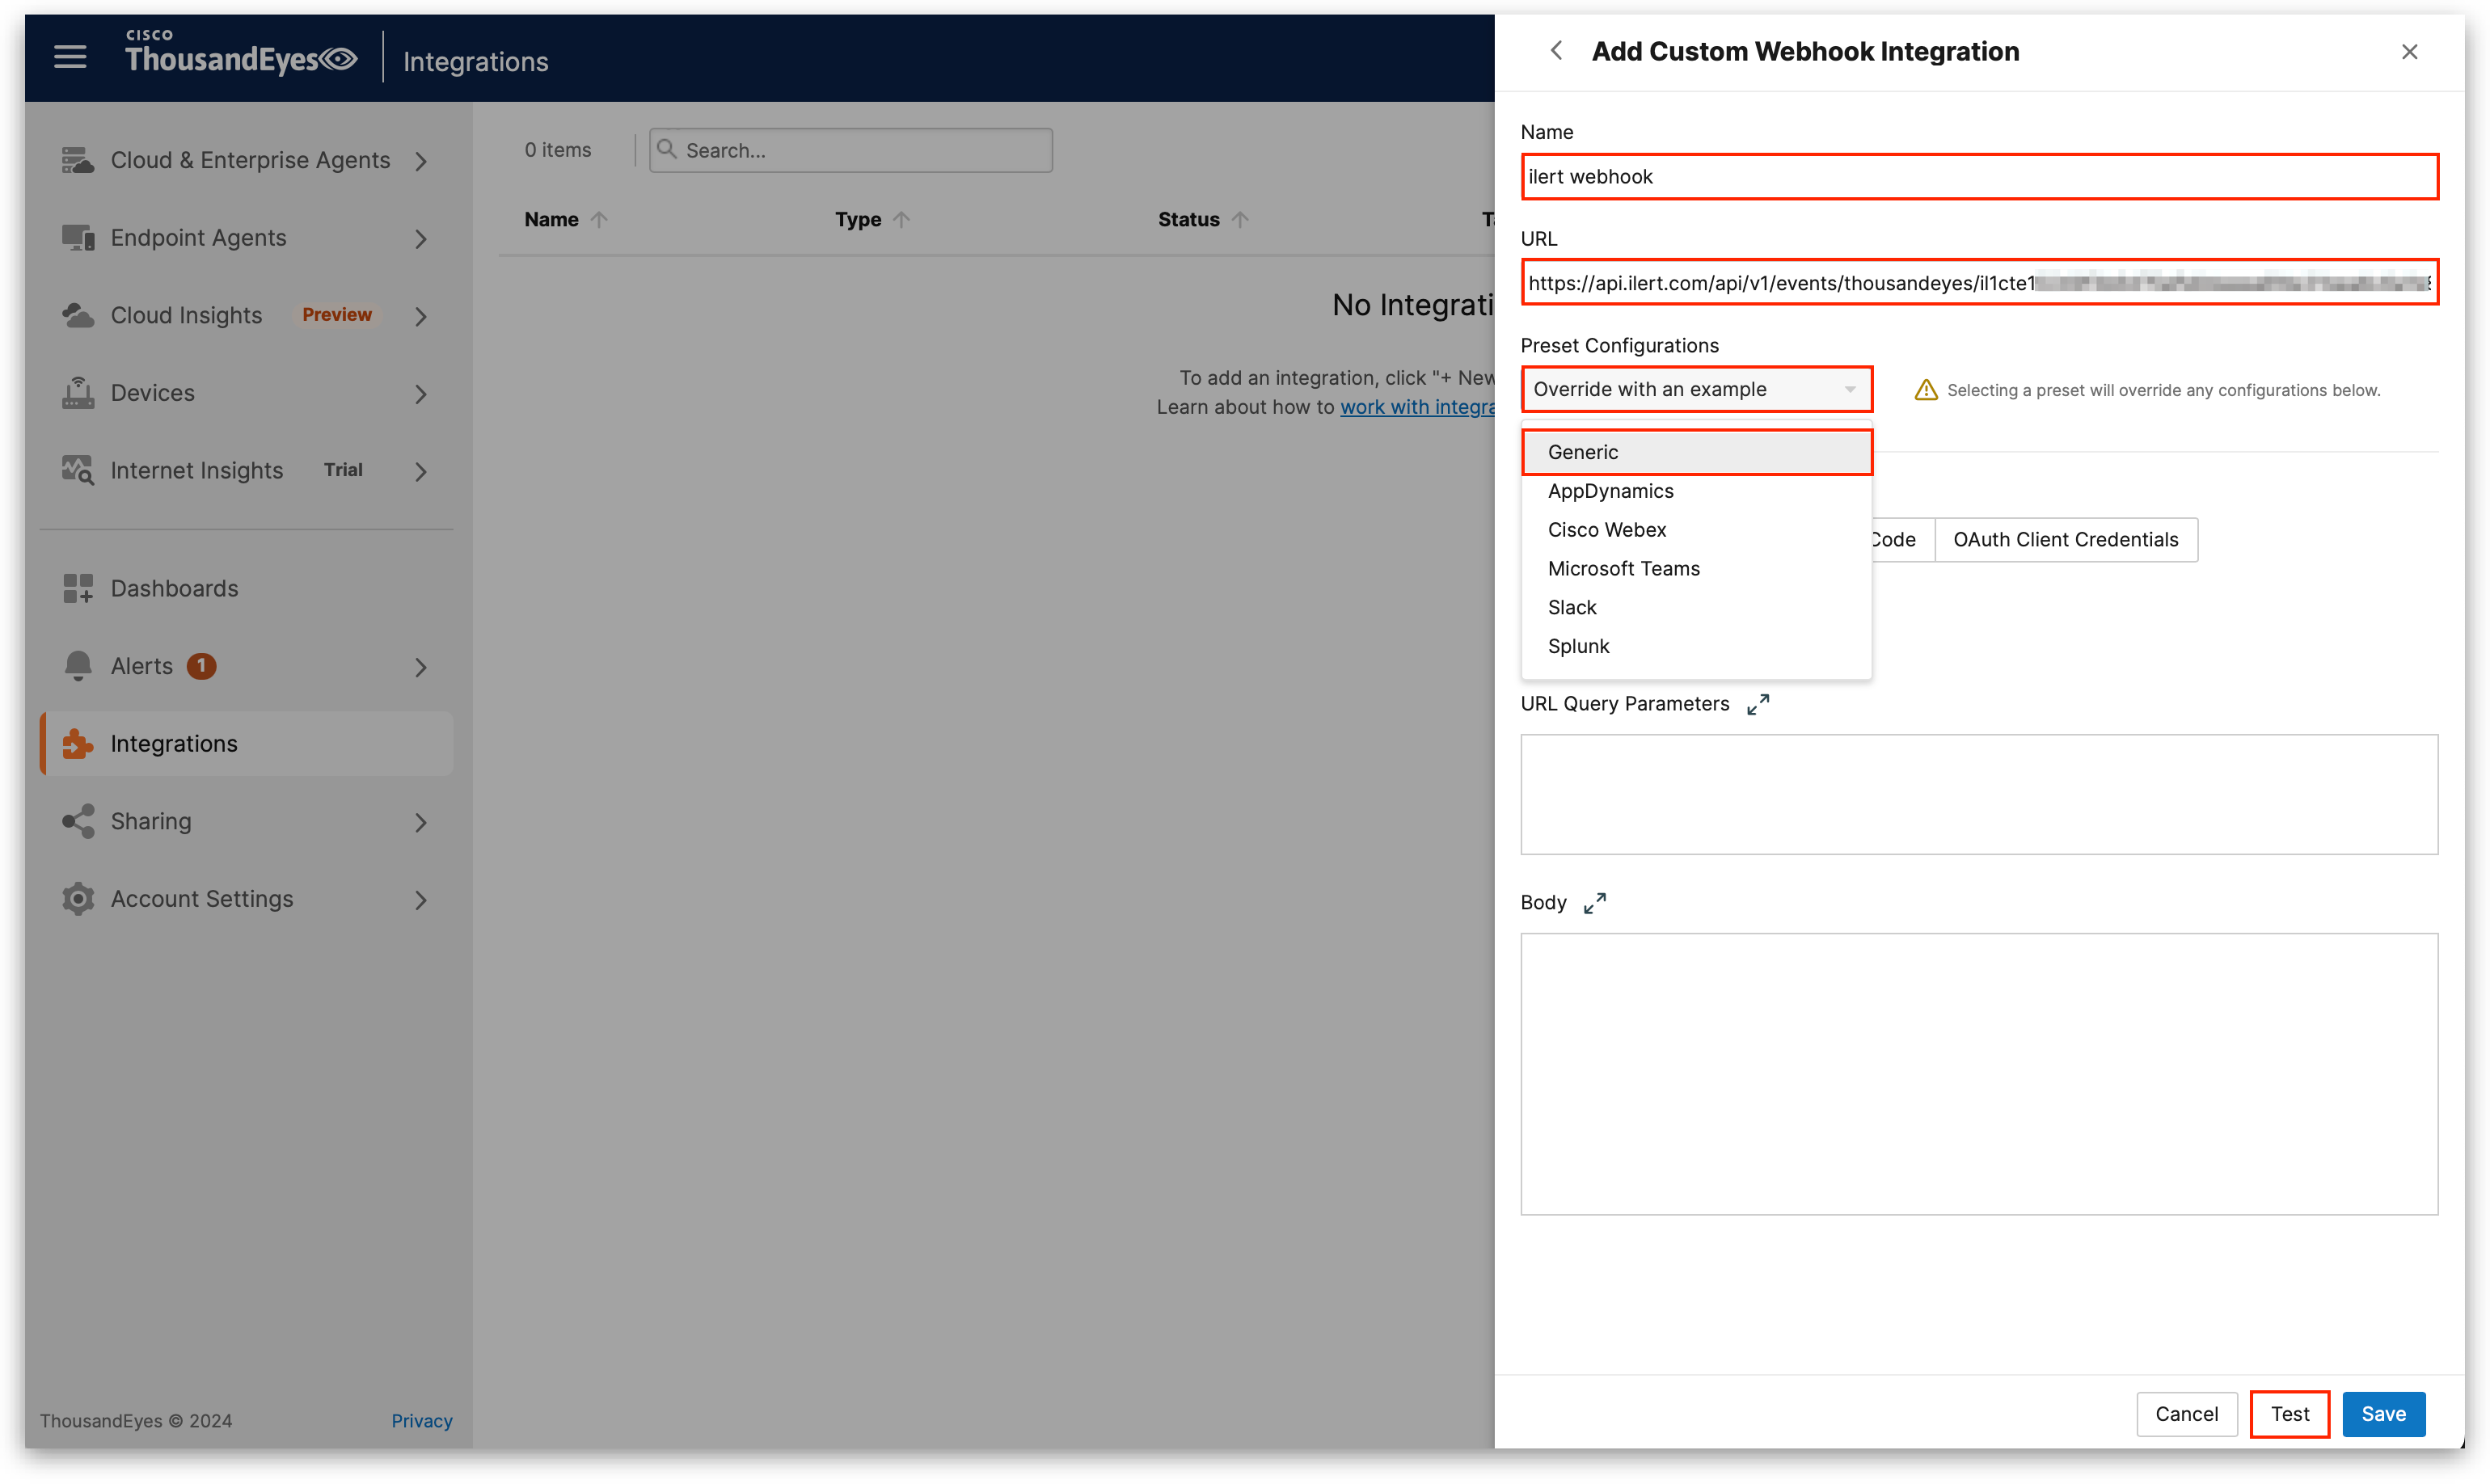 CISCO
ThousandEyes
Integrations
Cloud & Enterprise Agents
Endpoint Agents
Cloud Insights Preview
Devices
Internet Insights Trial
Dashboards
Alerts 1
Integrations
Sharing
Account Settings
ThousandEyes © 2024 Privacy
0 items
Search...
Name Type Status
No Integrati
To add an integration, click "+ New
Learn about how to work with integra
Add Custom Webhook Integration
Name
ilert webhook
URL
https://api.ilert.com/api/v1/events/thousandeyes/il1cte1
Preset Configurations
Override with an example
Selecting a preset will override any configurations below.
Generic
AppDynamics
Cisco Webex
Microsoft Teams
Slack
Splunk
Code OAuth Client Credentials
URL Query Parameters
Body
Cancel Test Save